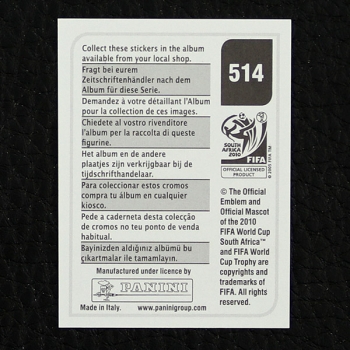 Collect these stickers in the album
available from your local shop.
Fragt bei eurem
Zeitschriftenhändler nach dem
Album für diese Serie.
Demandez à votre détaillant l'Album
pour la collection de ces images.
Chiedete al vostro rivenditore
l'album per la raccolta di queste
figurine.
Het album en de andere
plaatjes zijn verkrijgbaar bij de
tijdschrifthandelaar.
Para coleccionar estos cromos
compra tu álbum en cualquier
kiosco.
Pede a caderneta desta colecção
de cromos no teu ponto de venda
habitual.
Bayinizden aldığınız albümü bu
çıkartmalar ile tamamlayın.
Manufactured under licence by
PANINI
Made in Italy. www.paninigroup.com
514
SOUTH AFRICA
2010
FIFA
OFFICIAL LICENSED
PRODUCT
© The Official
Emblem and
Official Mascot
of the 2010
FIFA World Cup
South Africa™
and FIFA World
Cup Trophy are
copyrights and
trademarks of
FIFA. All rights
reserved.